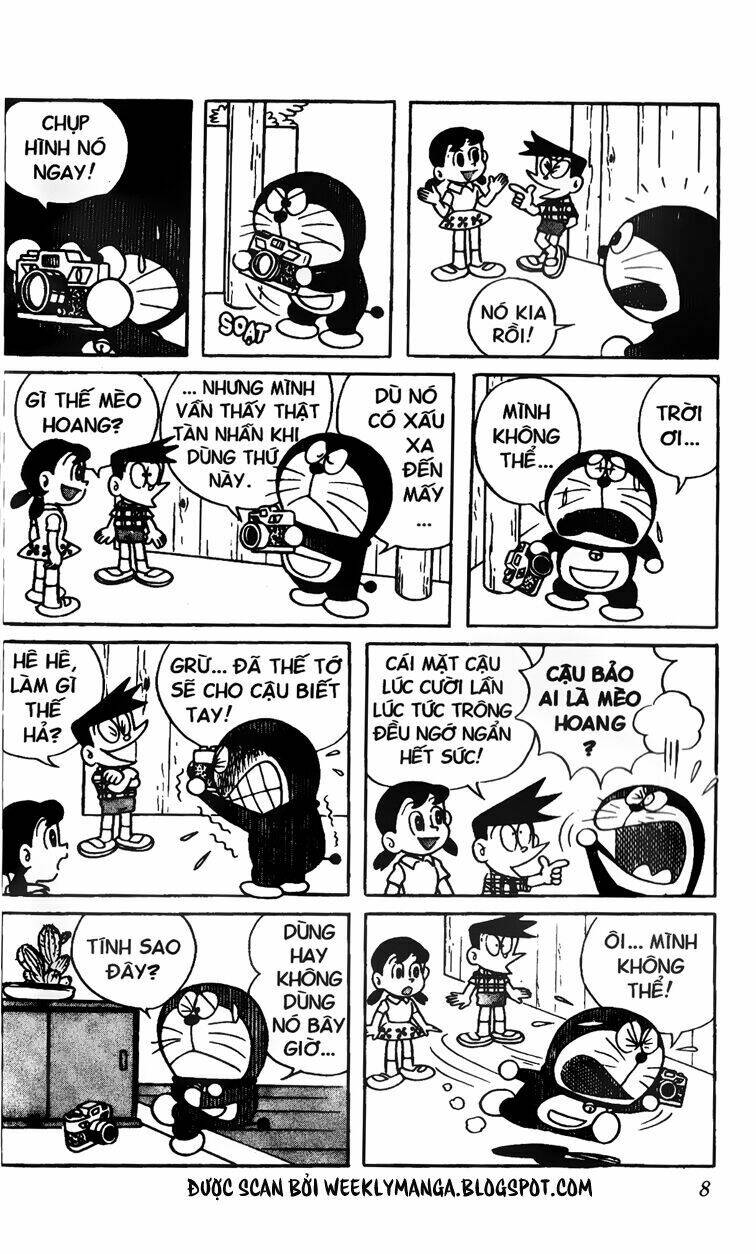 NÓ KIA
RỒI!
SOẠT
CHỤP
HÌNH NÓ
NGAY!
TRỜI
ƠI...
MÌNH
KHÔNG
THỂ...
DÙ NÓ
CÓ XẤU
XA
ĐẾN
MẤY
...
... NHƯNG MÌNH
VẪN THẤY THẬT
TÀN NHẪN KHI
DÙNG THỨ
NÀY.
GÌ THẾ MÈO
HOANG?
CẬU BẢO
AI LÀ MÈO
HOANG
?
CÁI MẶT CẬU
LÚC CƯỜI LẪN
LÚC TỨC TRÔNG
ĐỀU NGỚ NGẨN
HẾT SỨC!
GRỪ... ĐÃ THẾ TỚ
SẼ CHO CẬU BIẾT
TAY!
HÊ HÊ,
LÀM GÌ
THẾ
HẢ?
ÔI... MÌNH
KHÔNG
THỂ!
DÙNG
HAY
KHÔNG
DÙNG
NÓ BÂY
GIỜ...
TÍNH SAO
ĐÂY?
ĐƯỢC SCAN BỞI WEEKLYMANGA.BLOGSPOT.COM
8